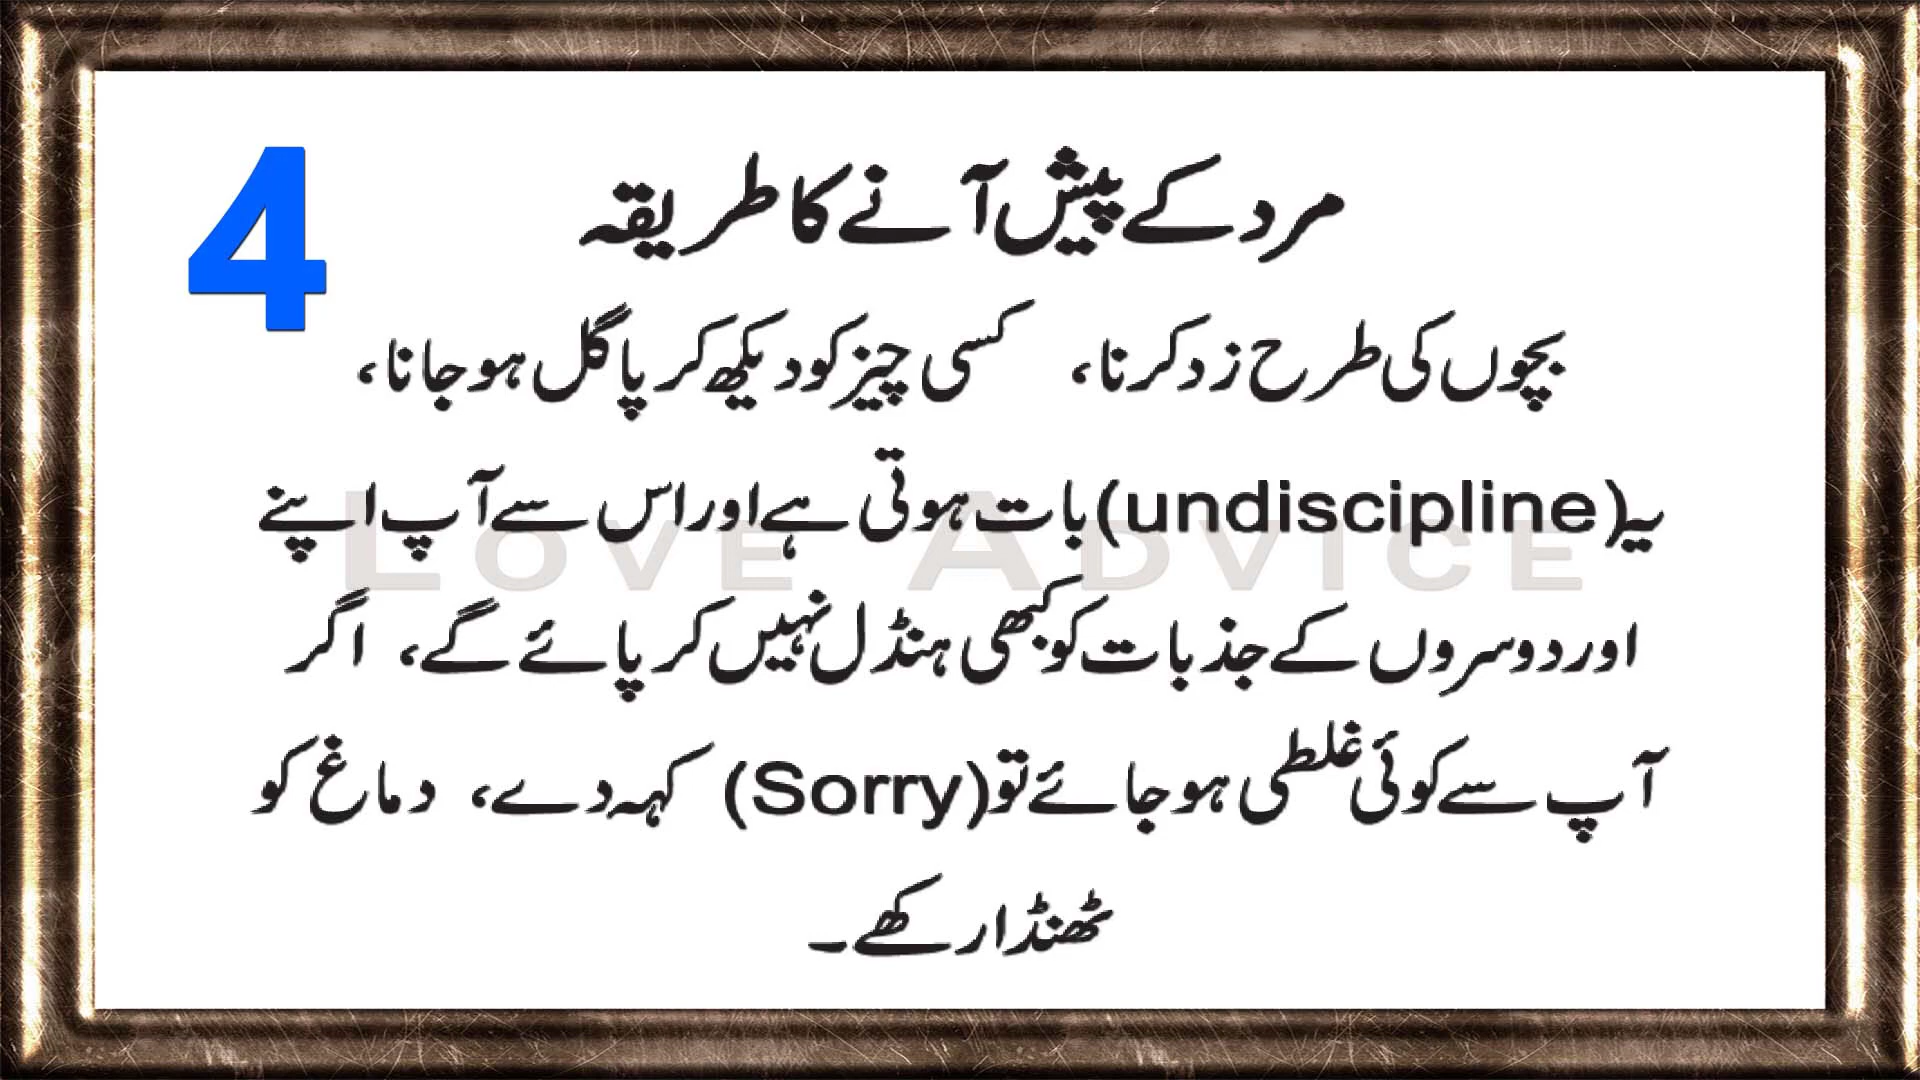 4
مرد کے پیش آنے کا طریقہ
بچوں کی طرح زد کرنا، کسی چیز کو دیکھ کر پاگل ہو جانا،
یہ(undiscipline)بات ہوتی ہے اور اس سے آپ اپنے
LOVE ADVICE
اور دوسروں کے جذبات کو کبھی ہنڈل نہیں کر پائے گے، اگر
آپ سے کوئی غلطی ہو جائے تو(Sorry) کہہ دے، دماغ کو
ٹھنڈا رکھے۔